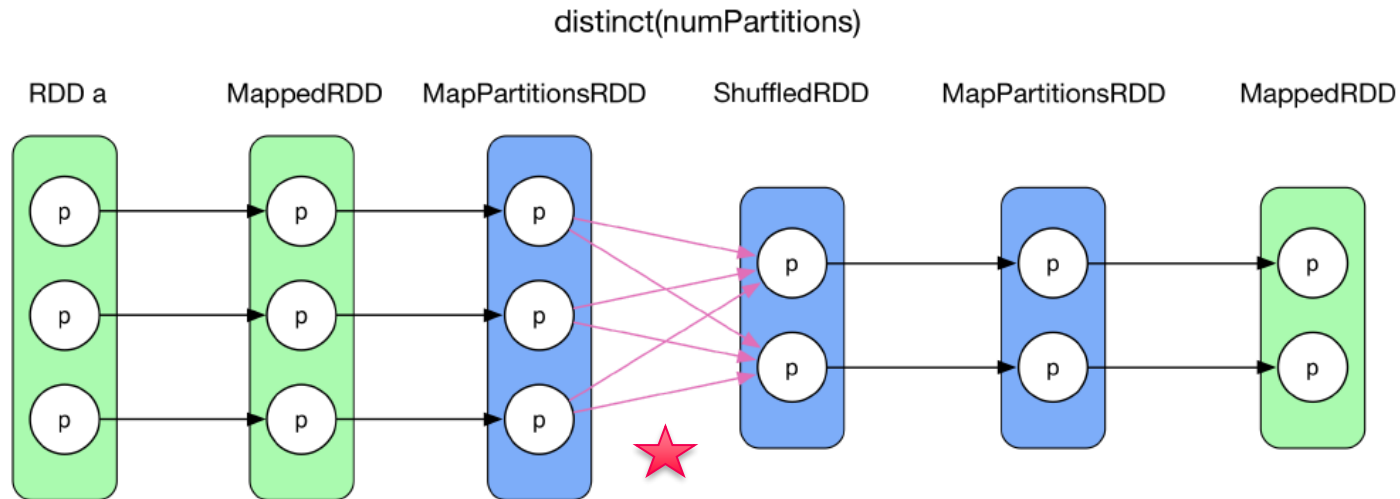 distinct(numPartitions)
RDD a MappedRDD MapPartitionsRDD ShuffledRDD MapPartitionsRDD MappedRDD
p p p
p p p
p p p
p p p
p p p